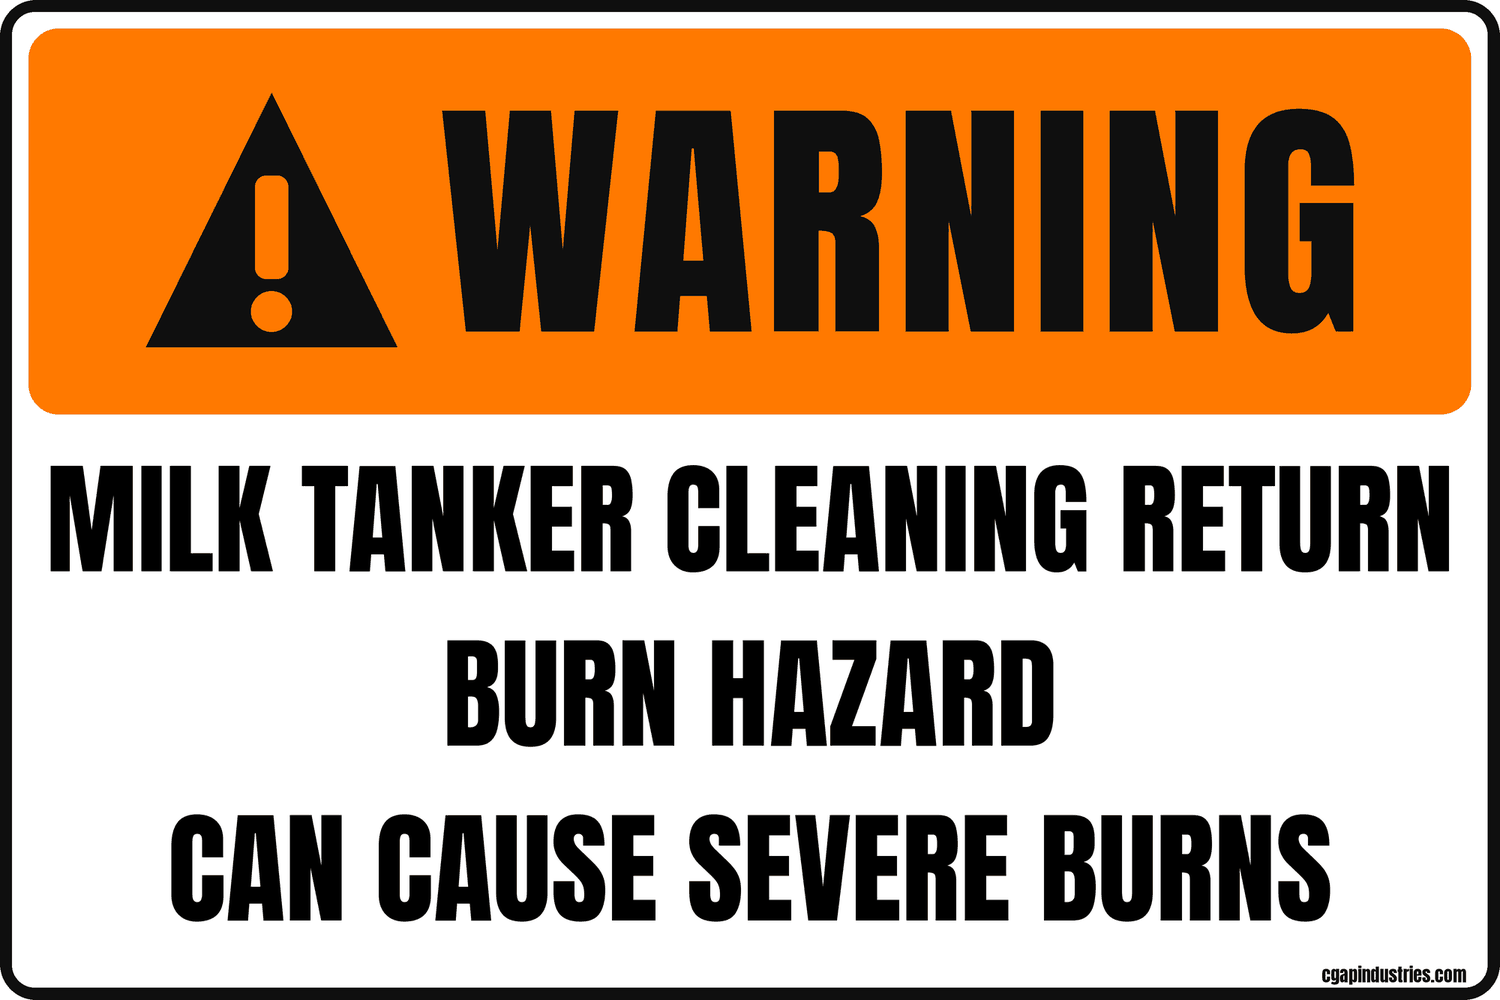 WARNING
MILK TANKER CLEANING RETURN
BURN HAZARD
CAN CAUSE SEVERE BURNS
cgapindustries.com